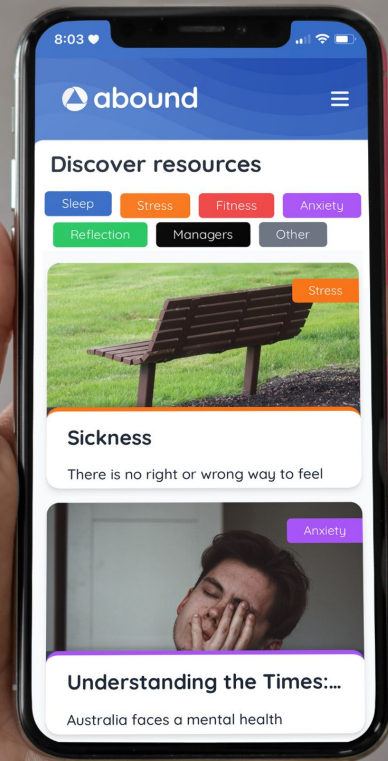 8:03
abound
Discover resources
Sleep
Stress
Fitness
Anxiety
Reflection
Managers
Other
Stress
Sickness
There is no right or wrong way to feel
Anxiety
Understanding the Times:...
Australia faces a mental health